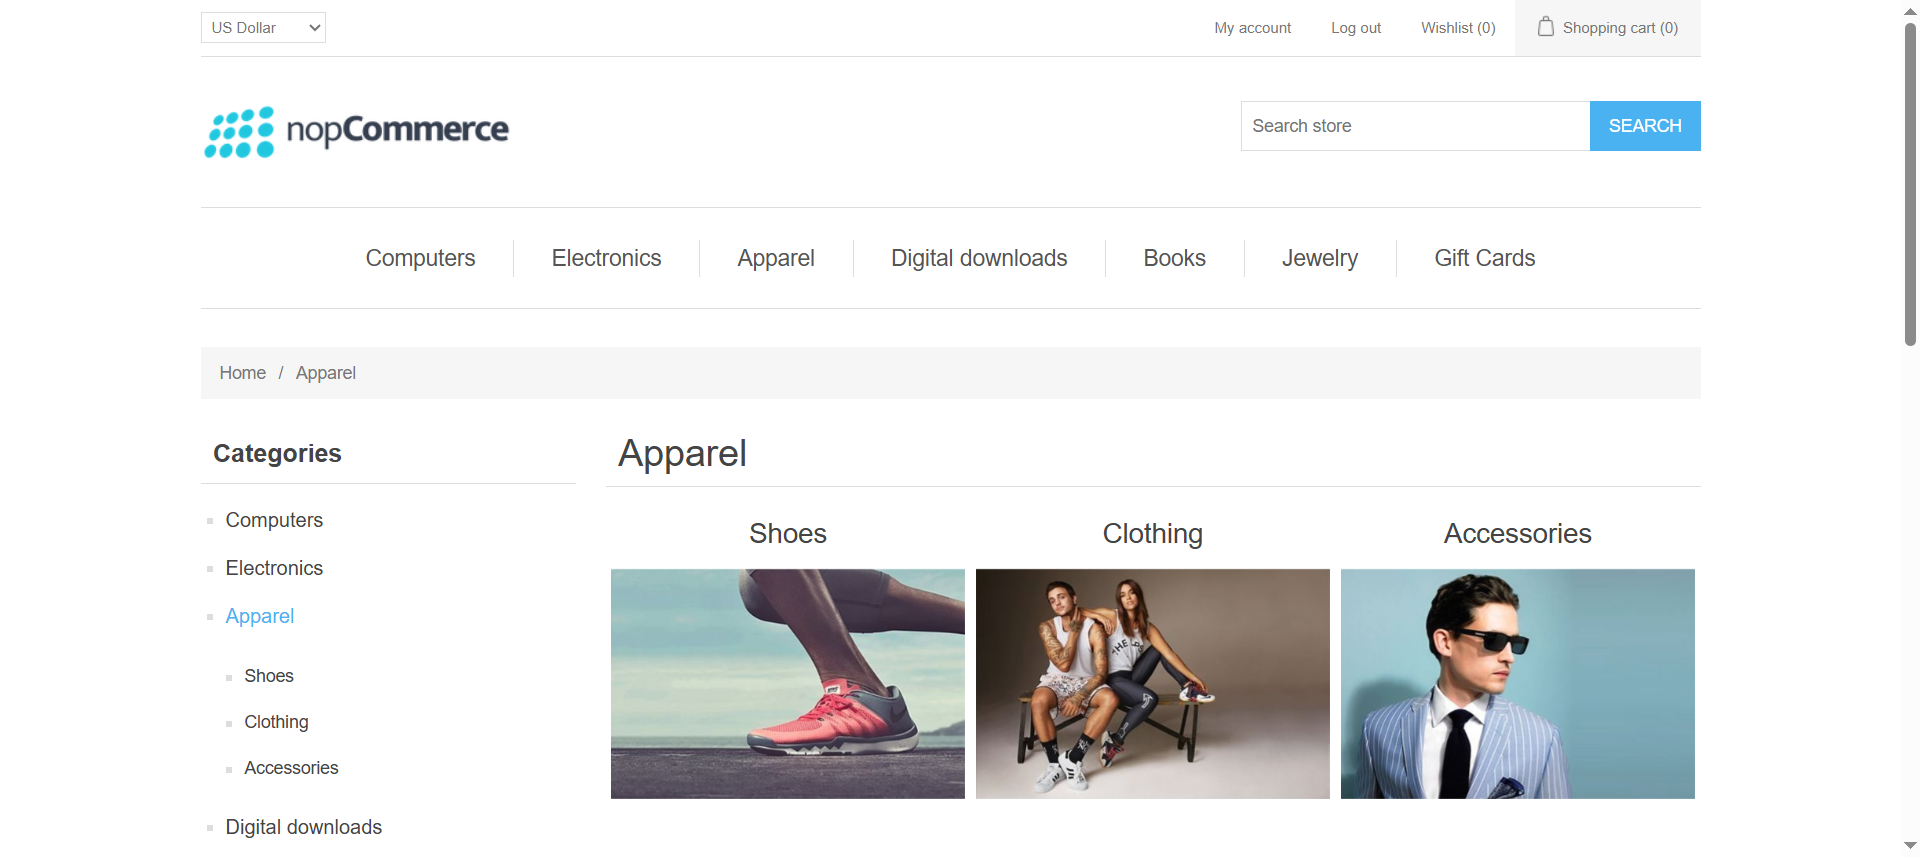 US Dollar
My account
Log out
Wishlist (0)
Shopping cart (0)
nopCommerce
Search store
SEARCH
Computers
Electronics
Apparel
Digital downloads
Books
Jewelry
Gift Cards
Home / Apparel
Categories
Computers
Electronics
Apparel
Shoes
Clothing
Accessories
Digital downloads
Apparel
Shoes
Clothing
Accessories